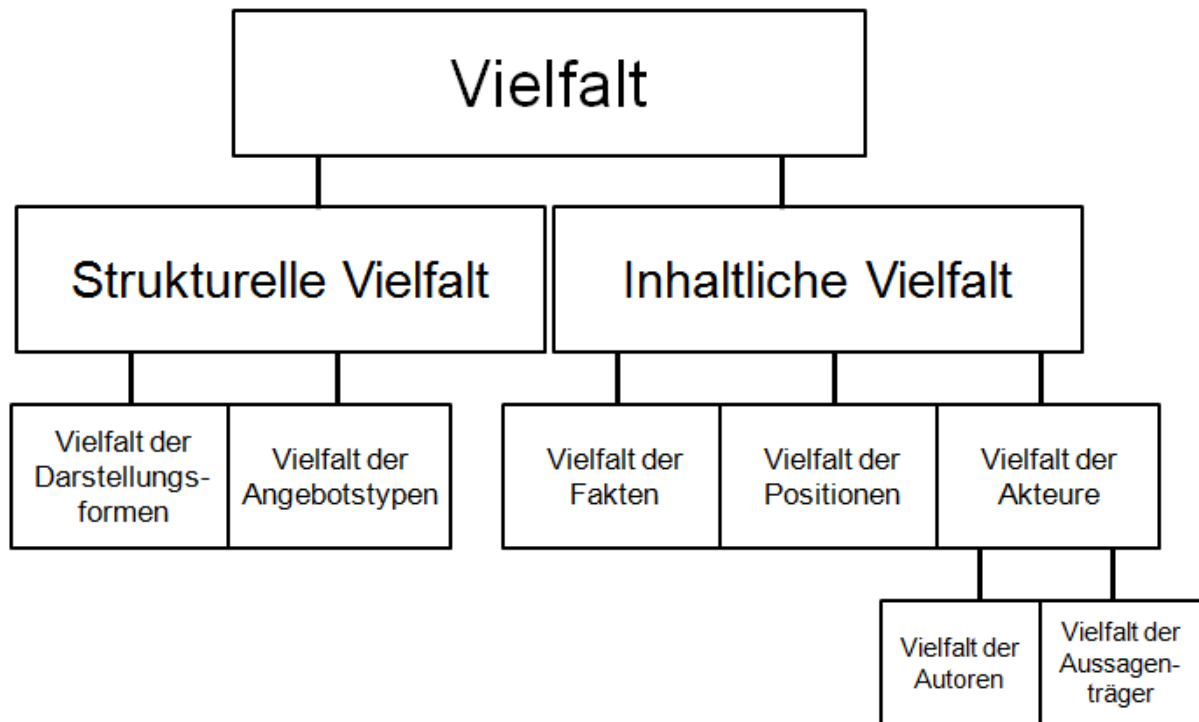 Vielfalt
Strukturelle Vielfalt
Inhaltliche Vielfalt
Vielfalt der
Darstellungs-
formen
Vielfalt der
Angebotstypen
Vielfalt der
Fakten
Vielfalt der
Positionen
Vielfalt der
Akteure
Vielfalt der
Autoren
Vielfalt der
Aussagen-
träger